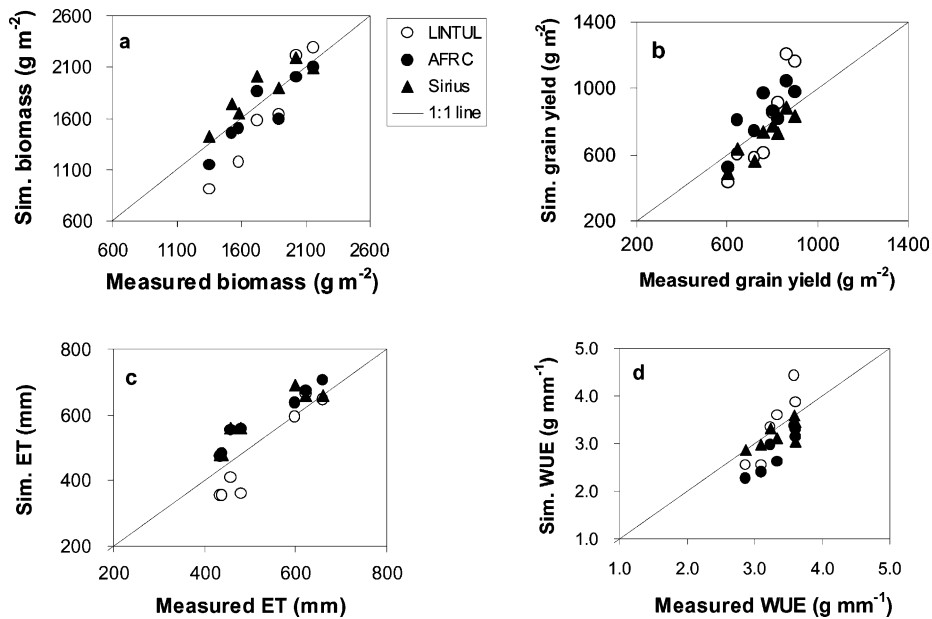 2600
2100
1600
1100
600
a
Sim. biomass (g m-2)
600 1100 1600 2100 2600
Measured biomass (g m-2)
LINTUL
AFRC
Sirius
1:1 line
1400
1000
600
200
b
Sim. grain yield (g m-2)
200 600 1000 1400
Measured grain yield (g m-2)
800
600
400
200
c
Sim. ET (mm)
200 400 600 800
Measured ET (mm)
5.0
4.0
3.0
2.0
1.0
d
Sim. WUE (g mm-1)
1.0 2.0 3.0 4.0 5.0
Measured WUE (g mm-1)